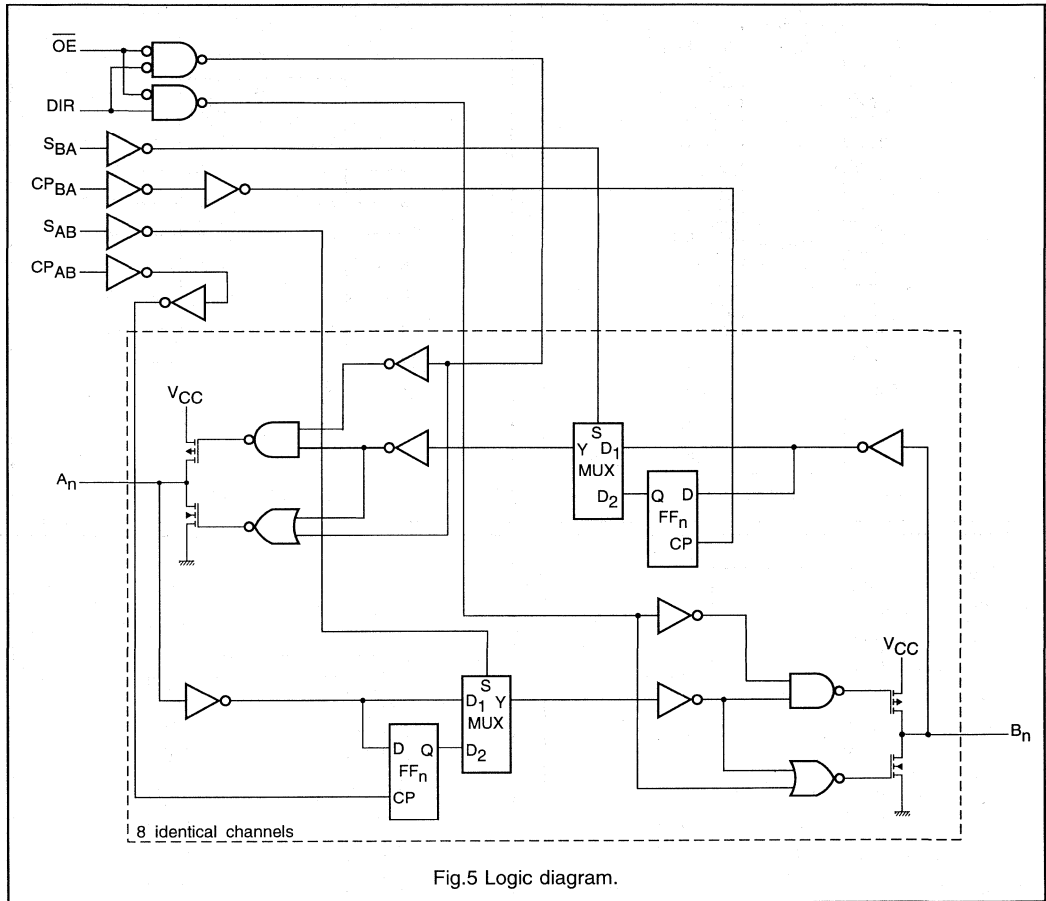 OE
DIR
SBA
CPBA
SAB
CPAB
VCC
An
S
Y D1
MUX
D2
Q D
FFn
CP
VCC
S
D1 Y
MUX
D2
D Q
FFn
CP
Bn
8 identical channels
Fig.5 Logic diagram.